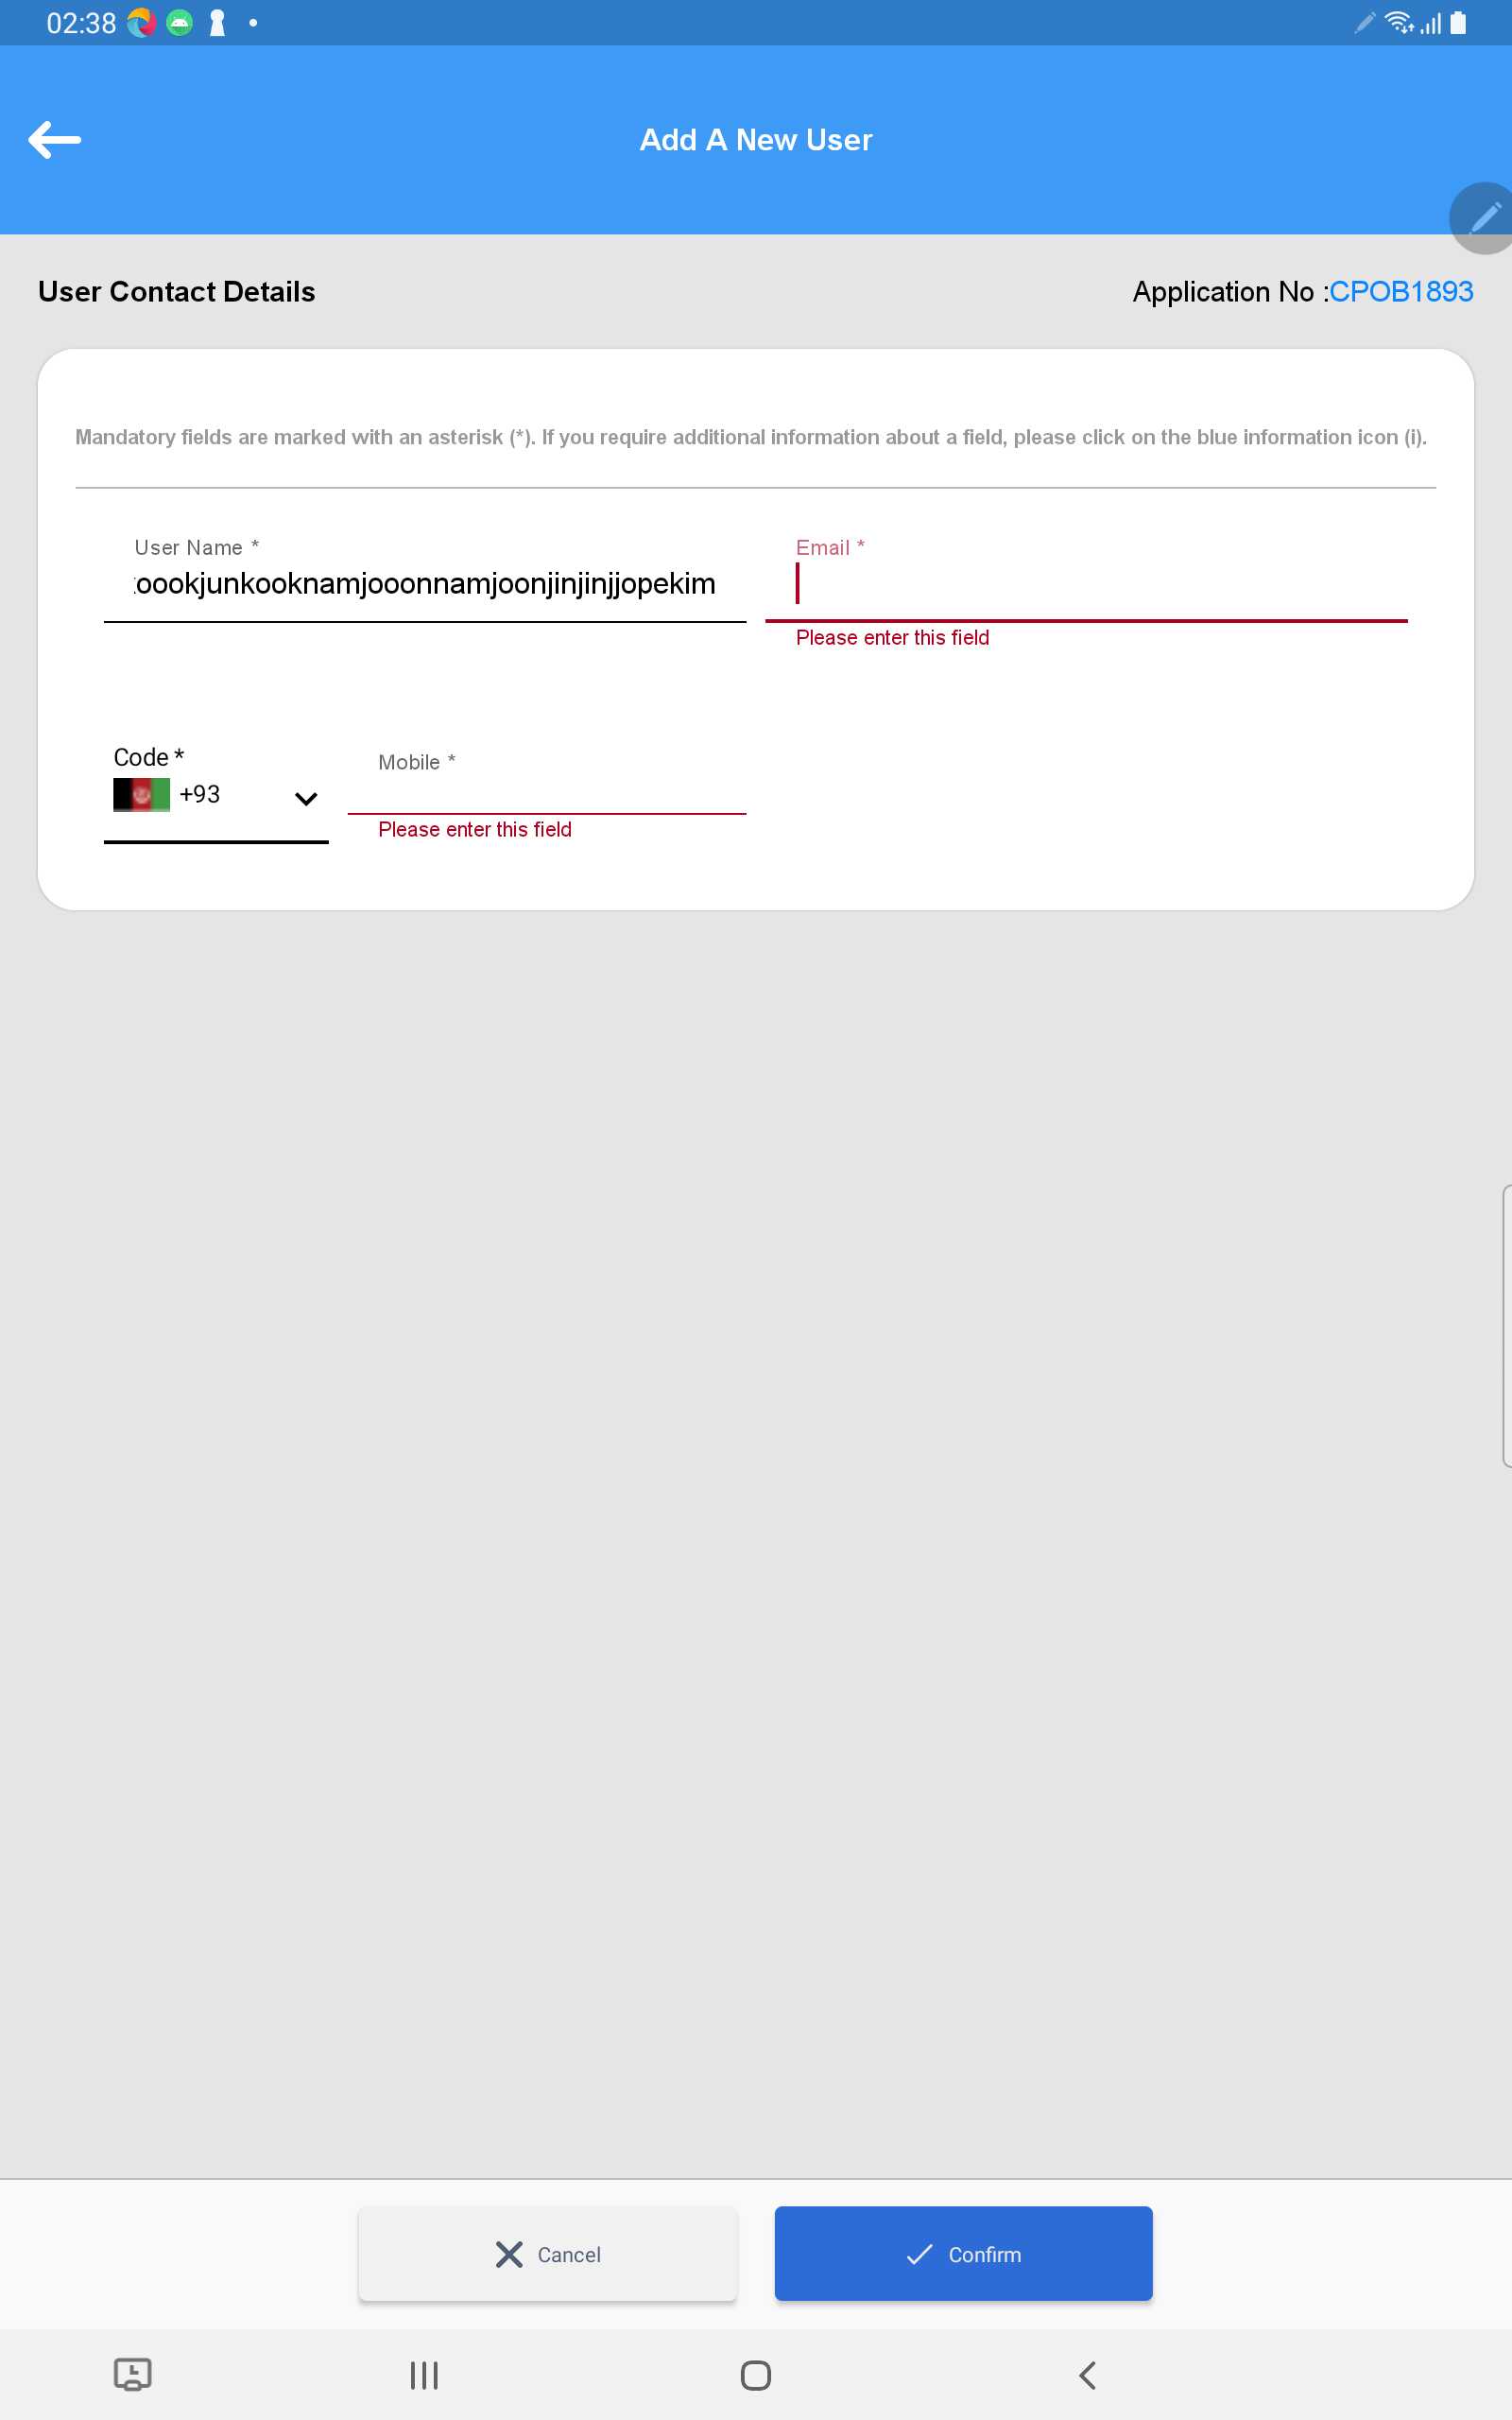 02:38
Add A New User
User Contact Details
Application No :CPOB1893
Mandatory fields are marked with an asterisk (*). If you require additional information about a field, please click on the blue information icon (i).
User Name *
Email *
oookjunkooknamjooonnamjoonjinjinjjopekim
Please enter this field
Code *
Mobile *
+93
Please enter this field
Cancel
Confirm